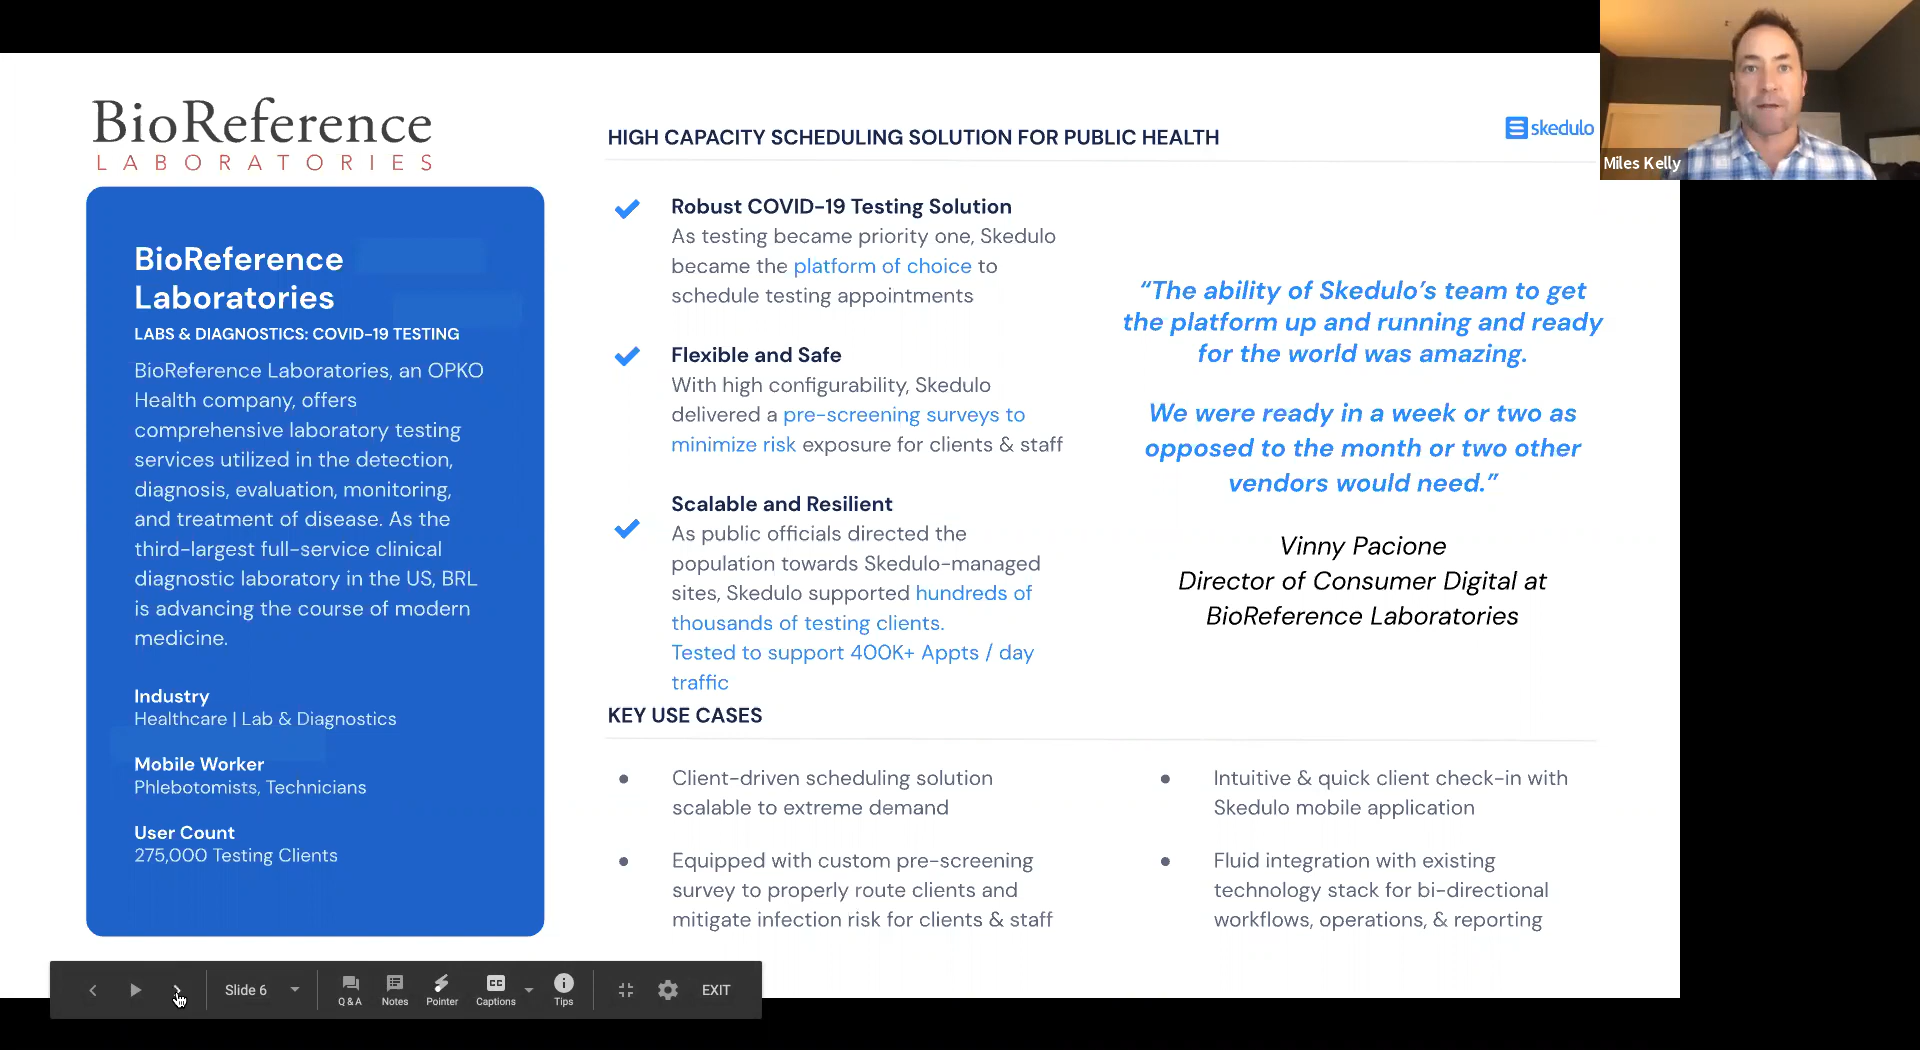 BioReference
LABORATORIES
BioReference
Laboratories
LABS & DIAGNOSTICS: COVID-19 TESTING
BioReference Laboratories, an OPKO
Health company, offers
comprehensive laboratory testing
services utilized in the detection,
diagnosis, evaluation, monitoring,
and treatment of disease. As the
third-largest full-service clinical
diagnostic laboratory in the US, BRL
is advancing the course of modern
medicine.
Industry
Healthcare | Lab & Diagnostics
Mobile Worker
Phlebotomists, Technicians
User Count
275,000 Testing Clients
HIGH CAPACITY SCHEDULING SOLUTION FOR PUBLIC HEALTH
skedulo
Miles Kelly
Robust COVID-19 Testing Solution
As testing became priority one, Skedulo
became the platform of choice to
schedule testing appointments
Flexible and Safe
With high configurability, Skedulo
delivered a pre-screening surveys to
minimize risk exposure for clients & staff
Scalable and Resilient
As public officials directed the
population towards Skedulo-managed
sites, Skedulo supported hundreds of
thousands of testing clients.
Tested to support 400K+ Appts / day
traffic
“The ability of Skedulo’s team to get
the platform up and running and ready
for the world was amazing.
We were ready in a week or two as
opposed to the month or two other
vendors would need.”
Vinny Pacione
Director of Consumer Digital at
BioReference Laboratories
KEY USE CASES
● Client-driven scheduling solution
scalable to extreme demand
● Equipped with custom pre-screening
survey to properly route clients and
mitigate infection risk for clients & staff
● Intuitive & quick client check-in with
Skedulo mobile application
● Fluid integration with existing
technology stack for bi-directional
workflows, operations, & reporting
Slide 6
Q & A
Notes
Pointer
CC
Captions
Tips
EXIT